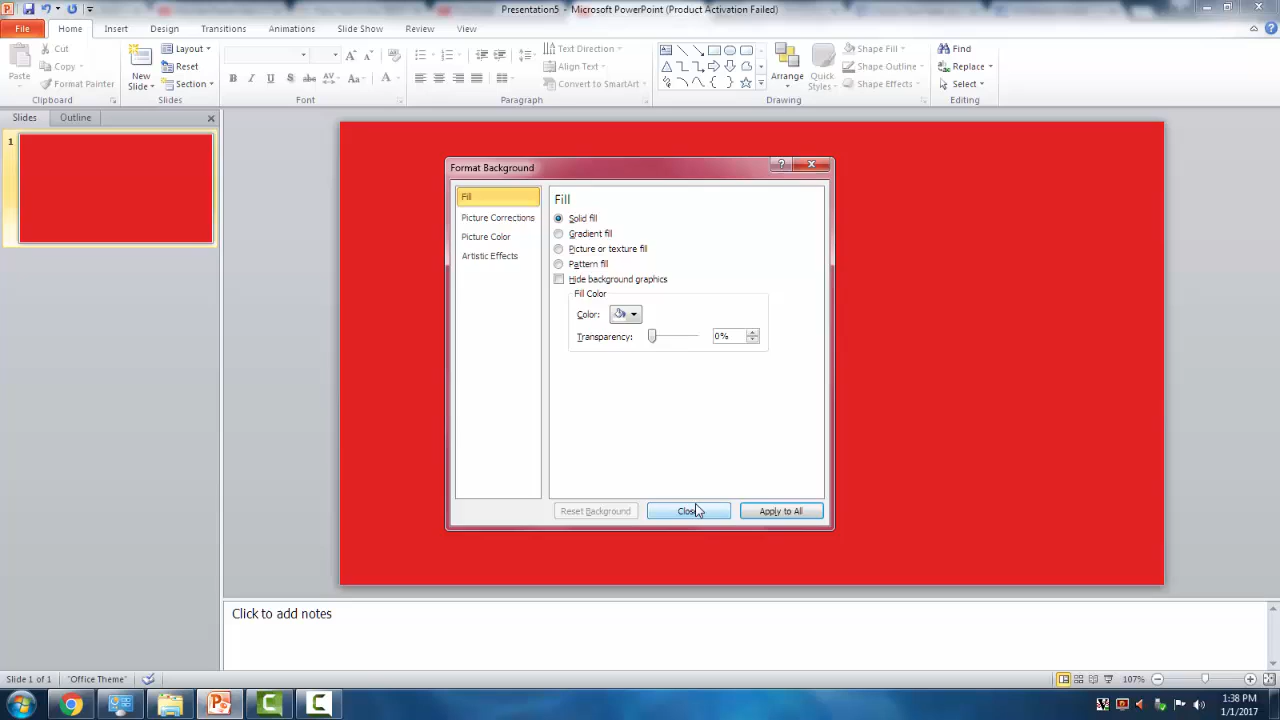 Presentation5 - Microsoft PowerPoint (Product Activation Failed)
File Home Insert Design Transitions Animations Slide Show Review View
Paste
Cut
Copy
Format Painter
Clipboard
New Slide
Layout
Reset
Section
Slides
B I U S abc AV Aa A
Font
Text Direction
Align Text
Convert to SmartArt
Paragraph
Arrange
Quick Styles
Shape Fill
Shape Outline
Shape Effects
Drawing
Find
Replace
Select
Editing
Slides Outline
1
Format Background
Fill
Picture Corrections
Picture Color
Artistic Effects
Fill
Solid fill
Gradient fill
Picture or texture fill
Pattern fill
Hide background graphics
Fill Color
Color:
Transparency: 0%
Reset Background Close Apply to All
Click to add notes
Slide 1 of 1 "Office Theme" 107%
1:38 PM
1/1/2017